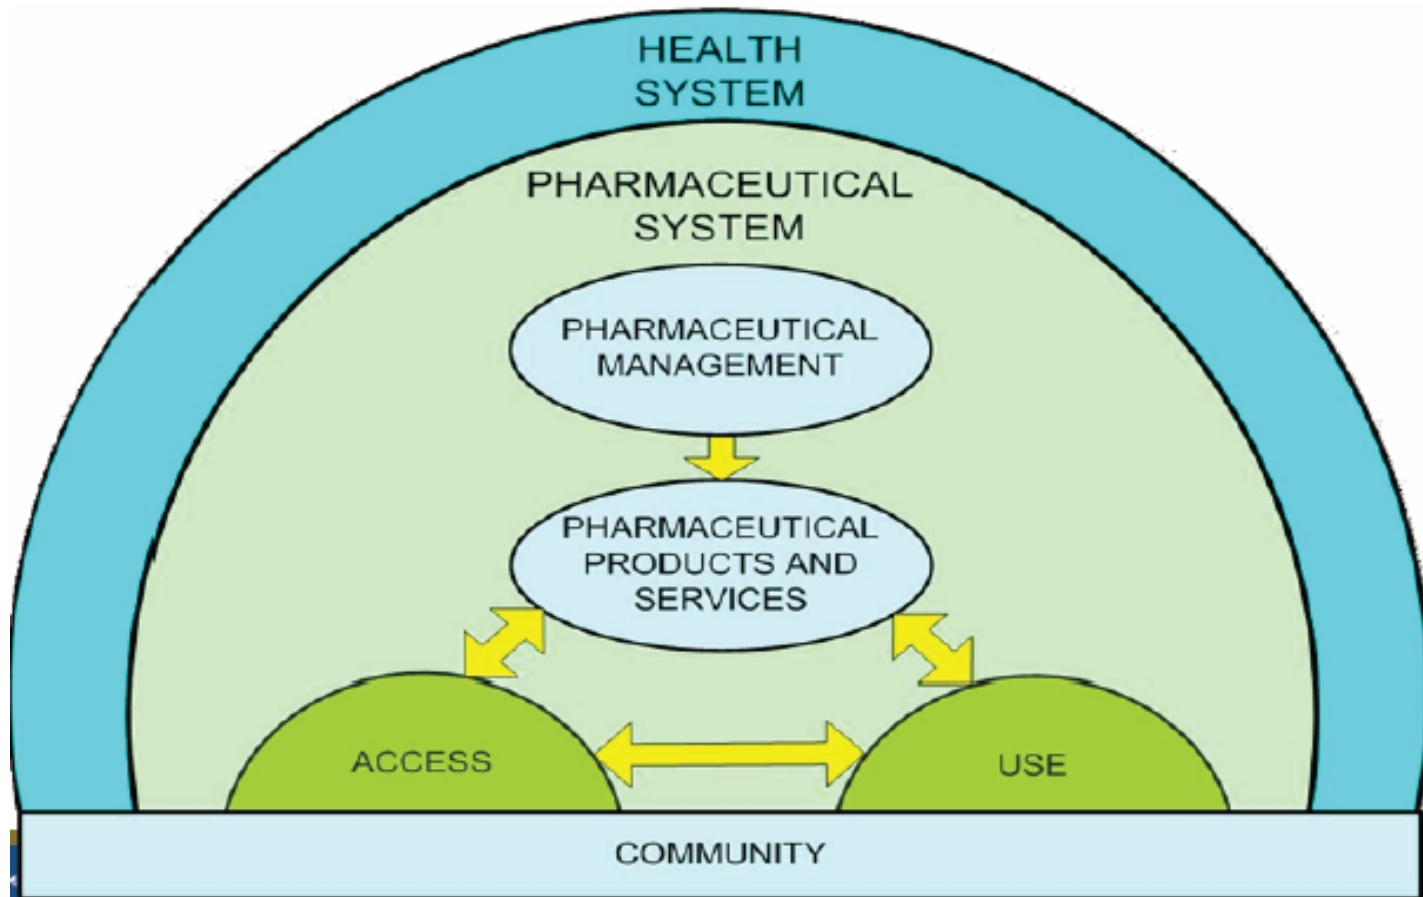 HEALTH
SYSTEM
PHARMACEUTICAL
SYSTEM
PHARMACEUTICAL
MANAGEMENT
PHARMACEUTICAL
PRODUCTS AND
SERVICES
ACCESS
USE
COMMUNITY